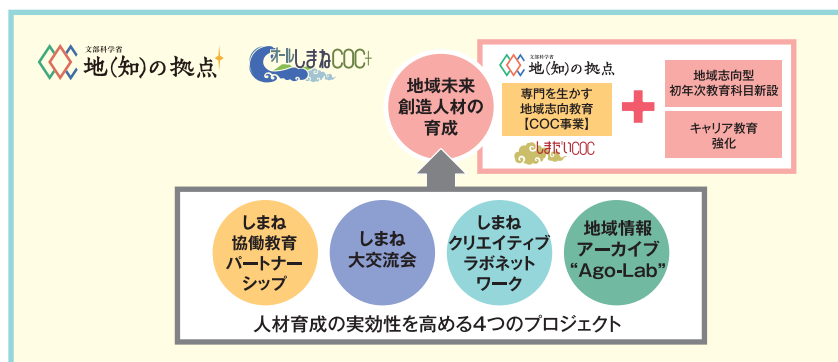 文部科学省
地(知)の拠点
オールしまねCOC+
地域未来
創造人材の
育成
文部科学省
地(知)の拠点
専門を生かす
地域志向教育
【COC事業】
しまだいCOC
地域志向型
初年次教育科目新設
キャリア教育
強化
しまね
協働教育
パートナー
シップ
しまね
大交流会
しまね
クリエイティブ
ラボネット
ワーク
地域情報
アーカイブ
“Ago-Lab”
人材育成の実効性を高める4つのプロジェクト